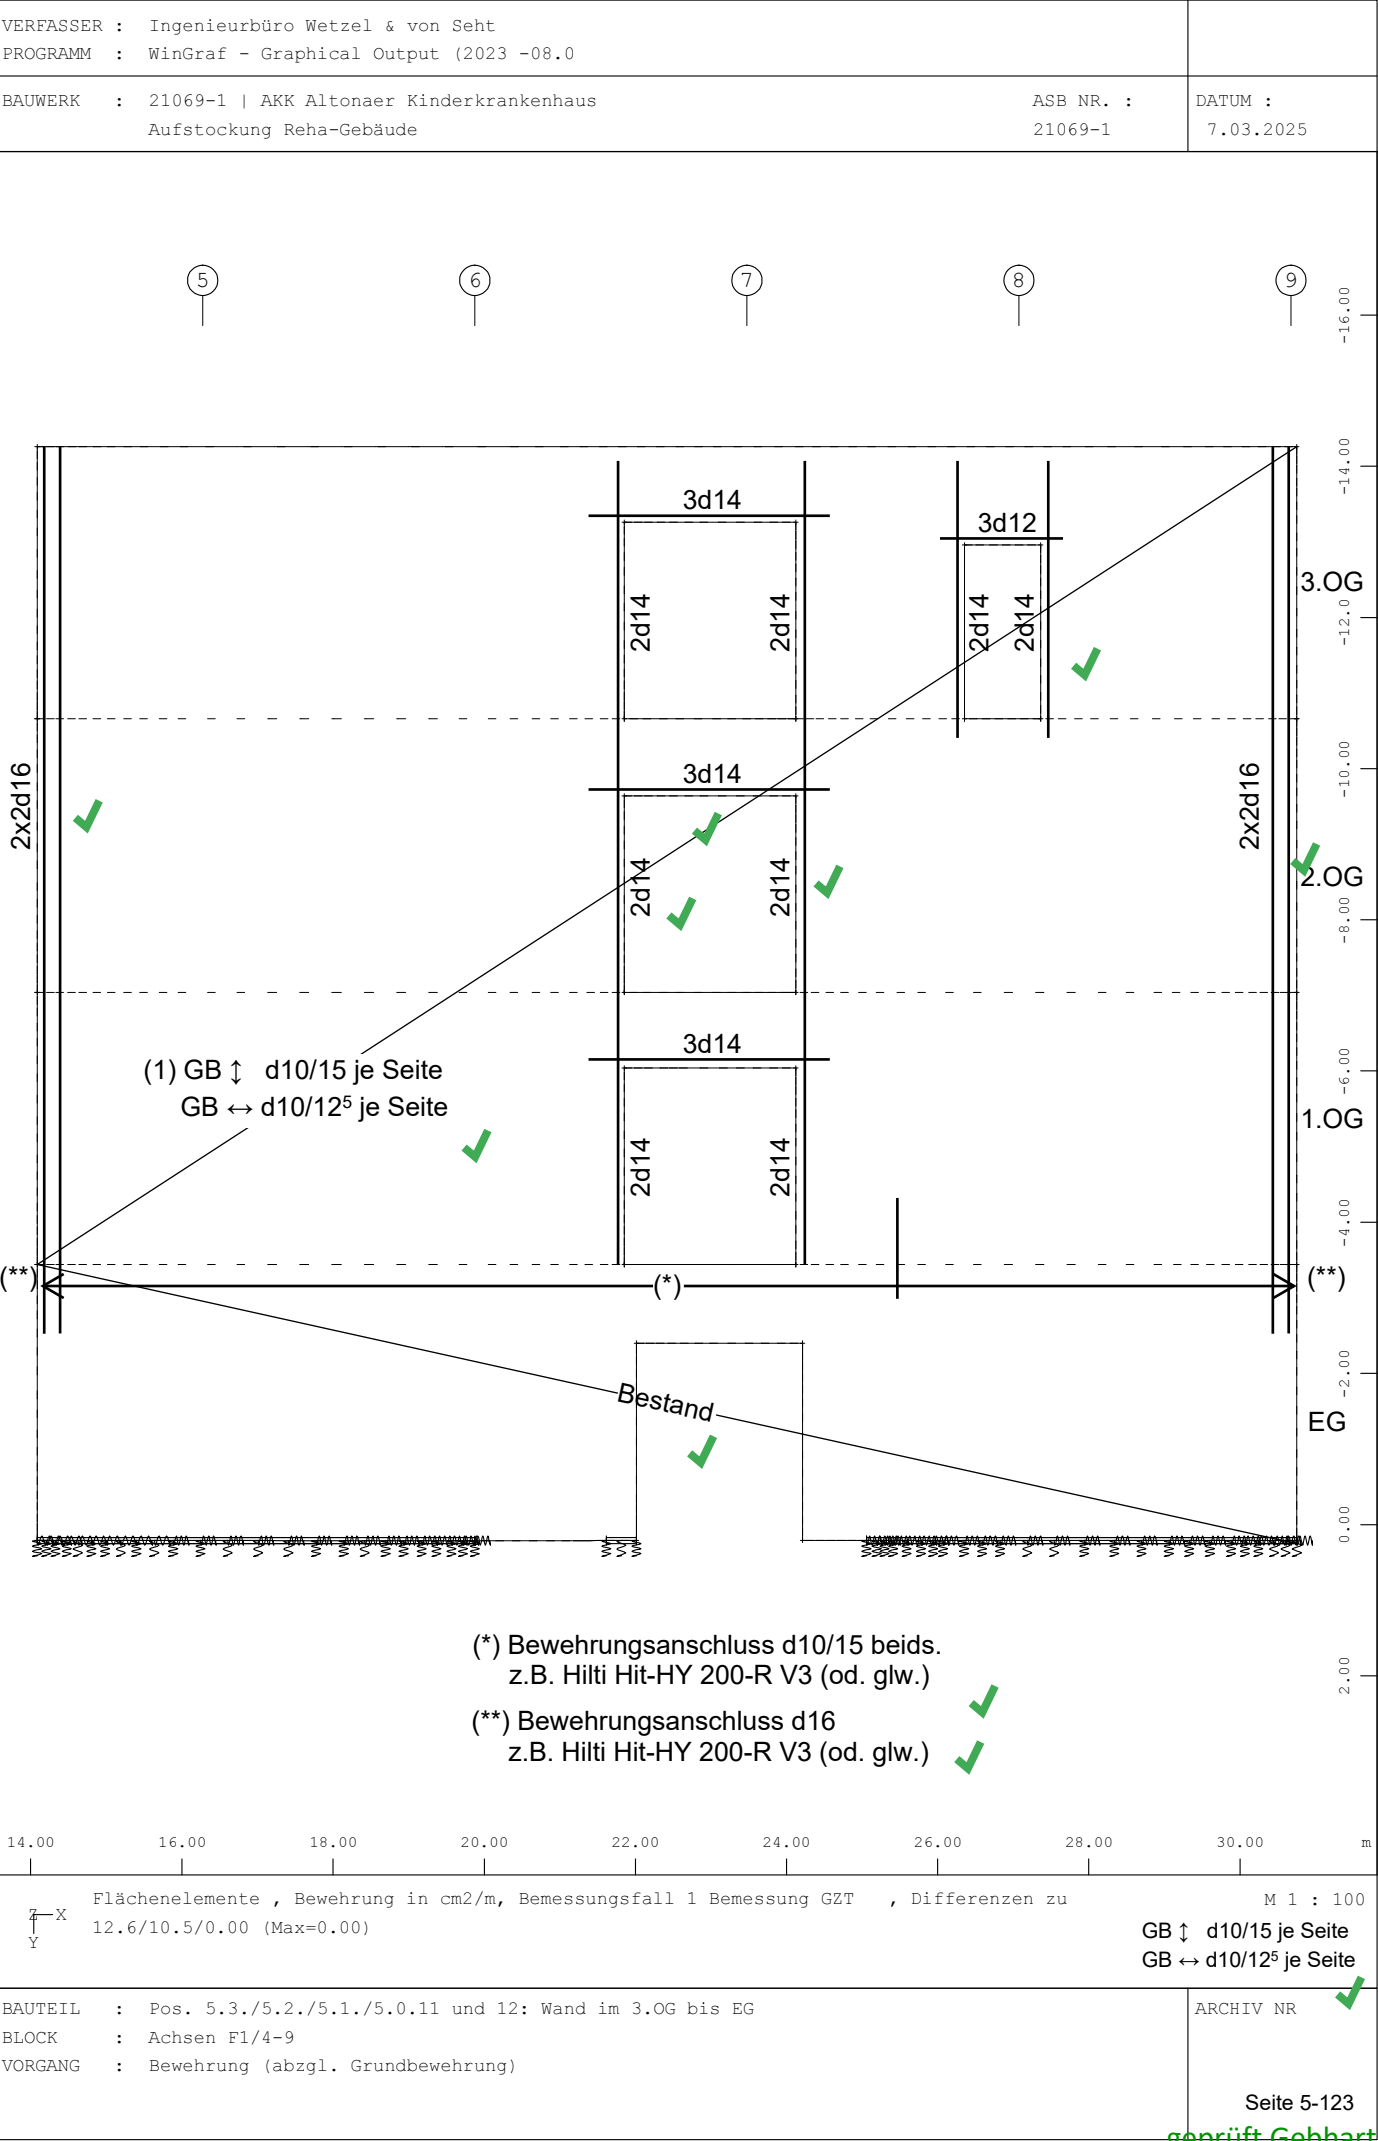 VERFASSER : Ingenieurbüro Wetzel & von Seht
PROGRAMM : WinGraf - Graphical Output (2023 -08.0
BAUWERK : 21069-1 | AKK Altonaer Kinderkrankenhaus
Aufstockung Reha-Gebäude
ASB NR. :
21069-1
DATUM :
7.03.2025
5 6 7 8 9
-16.00
-14.00
3d14
3d12
3.OG
-12.0
2d14 2d14 2d14 2d14
-10.00
3d14
2x2d16
2x2d16
2.OG
2d14 2d14
-8.00
3d14
(1) GB ↕ d10/15 je Seite
GB ↔ d10/12⁵ je Seite
-6.00
1.OG
2d14 2d14
-4.00
(**)
(*)
(**)
-2.00
Bestand
EG
0.00
(*) Bewehrungsanschluss d10/15 beids.
z.B. Hilti Hit-HY 200-R V3 (od. glw.)
2.00
(**) Bewehrungsanschluss d16
z.B. Hilti Hit-HY 200-R V3 (od. glw.)
14.00 16.00 18.00 20.00 22.00 24.00 26.00 28.00 30.00 m
Z X
Y
Flächenelemente , Bewehrung in cm2/m, Bemessungsfall 1 Bemessung GZT , Differenzen zu
12.6/10.5/0.00 (Max=0.00)
M 1 : 100
GB ↕ d10/15 je Seite
GB ↔ d10/12⁵ je Seite
BAUTEIL : Pos. 5.3./5.2./5.1./5.0.11 und 12: Wand im 3.OG bis EG
BLOCK : Achsen F1/4-9
VORGANG : Bewehrung (abzgl. Grundbewehrung)
ARCHIV NR
Seite 5-123
geprüft Gebhart